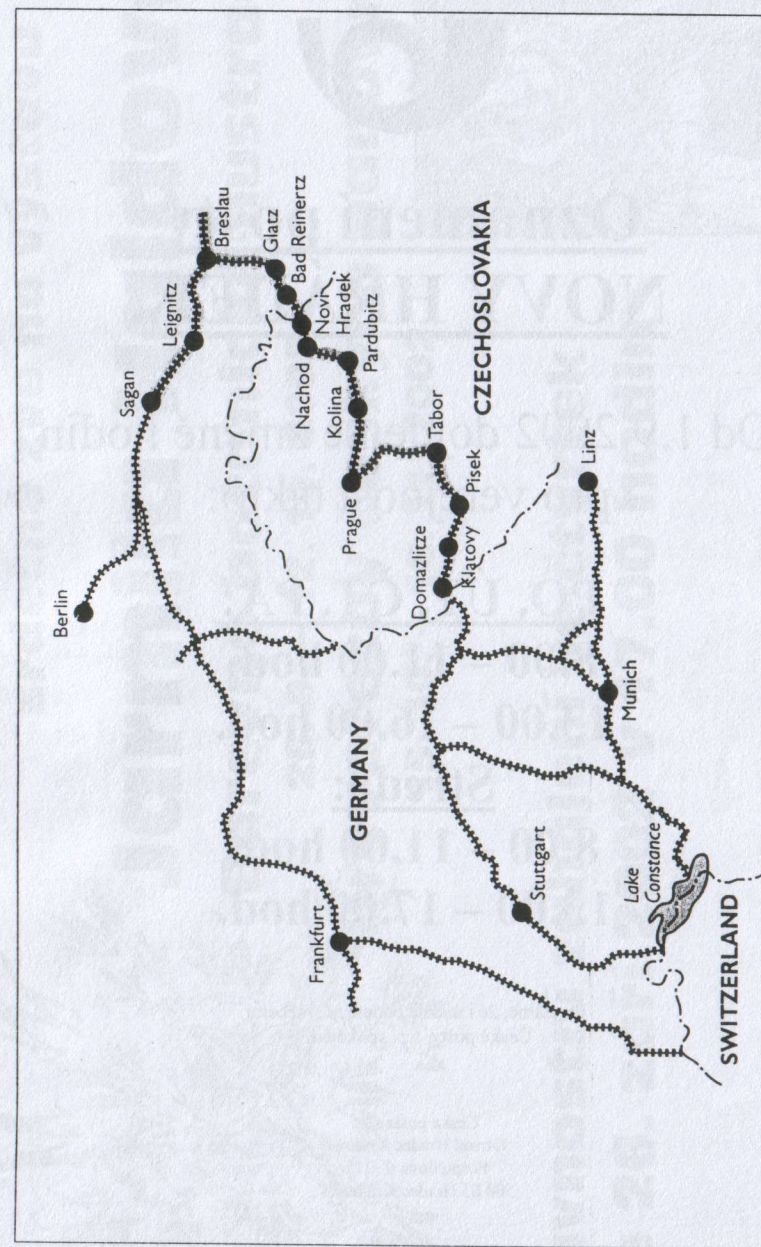 Berlin
Sagan
Leignitz
Breslau
Glatz
Bad Reinertz
Novi
Hradek
Nachod
Pardubitz
Kolina
Prague
Tabor
Pisek
Klatovy
Domazlitze
CZECHOSLOVAKIA
Frankfurt
GERMANY
Stuttgart
Linz
Munich
Lake
Constance
SWITZERLAND